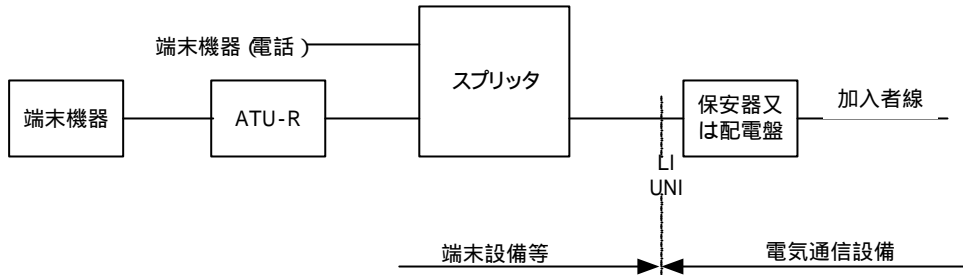 端末機器(電話)
スプリッタ
端末機器
ATU-R
保安器又
は配電盤
加入者線
LI
UNI
端末設備等
電気通信設備